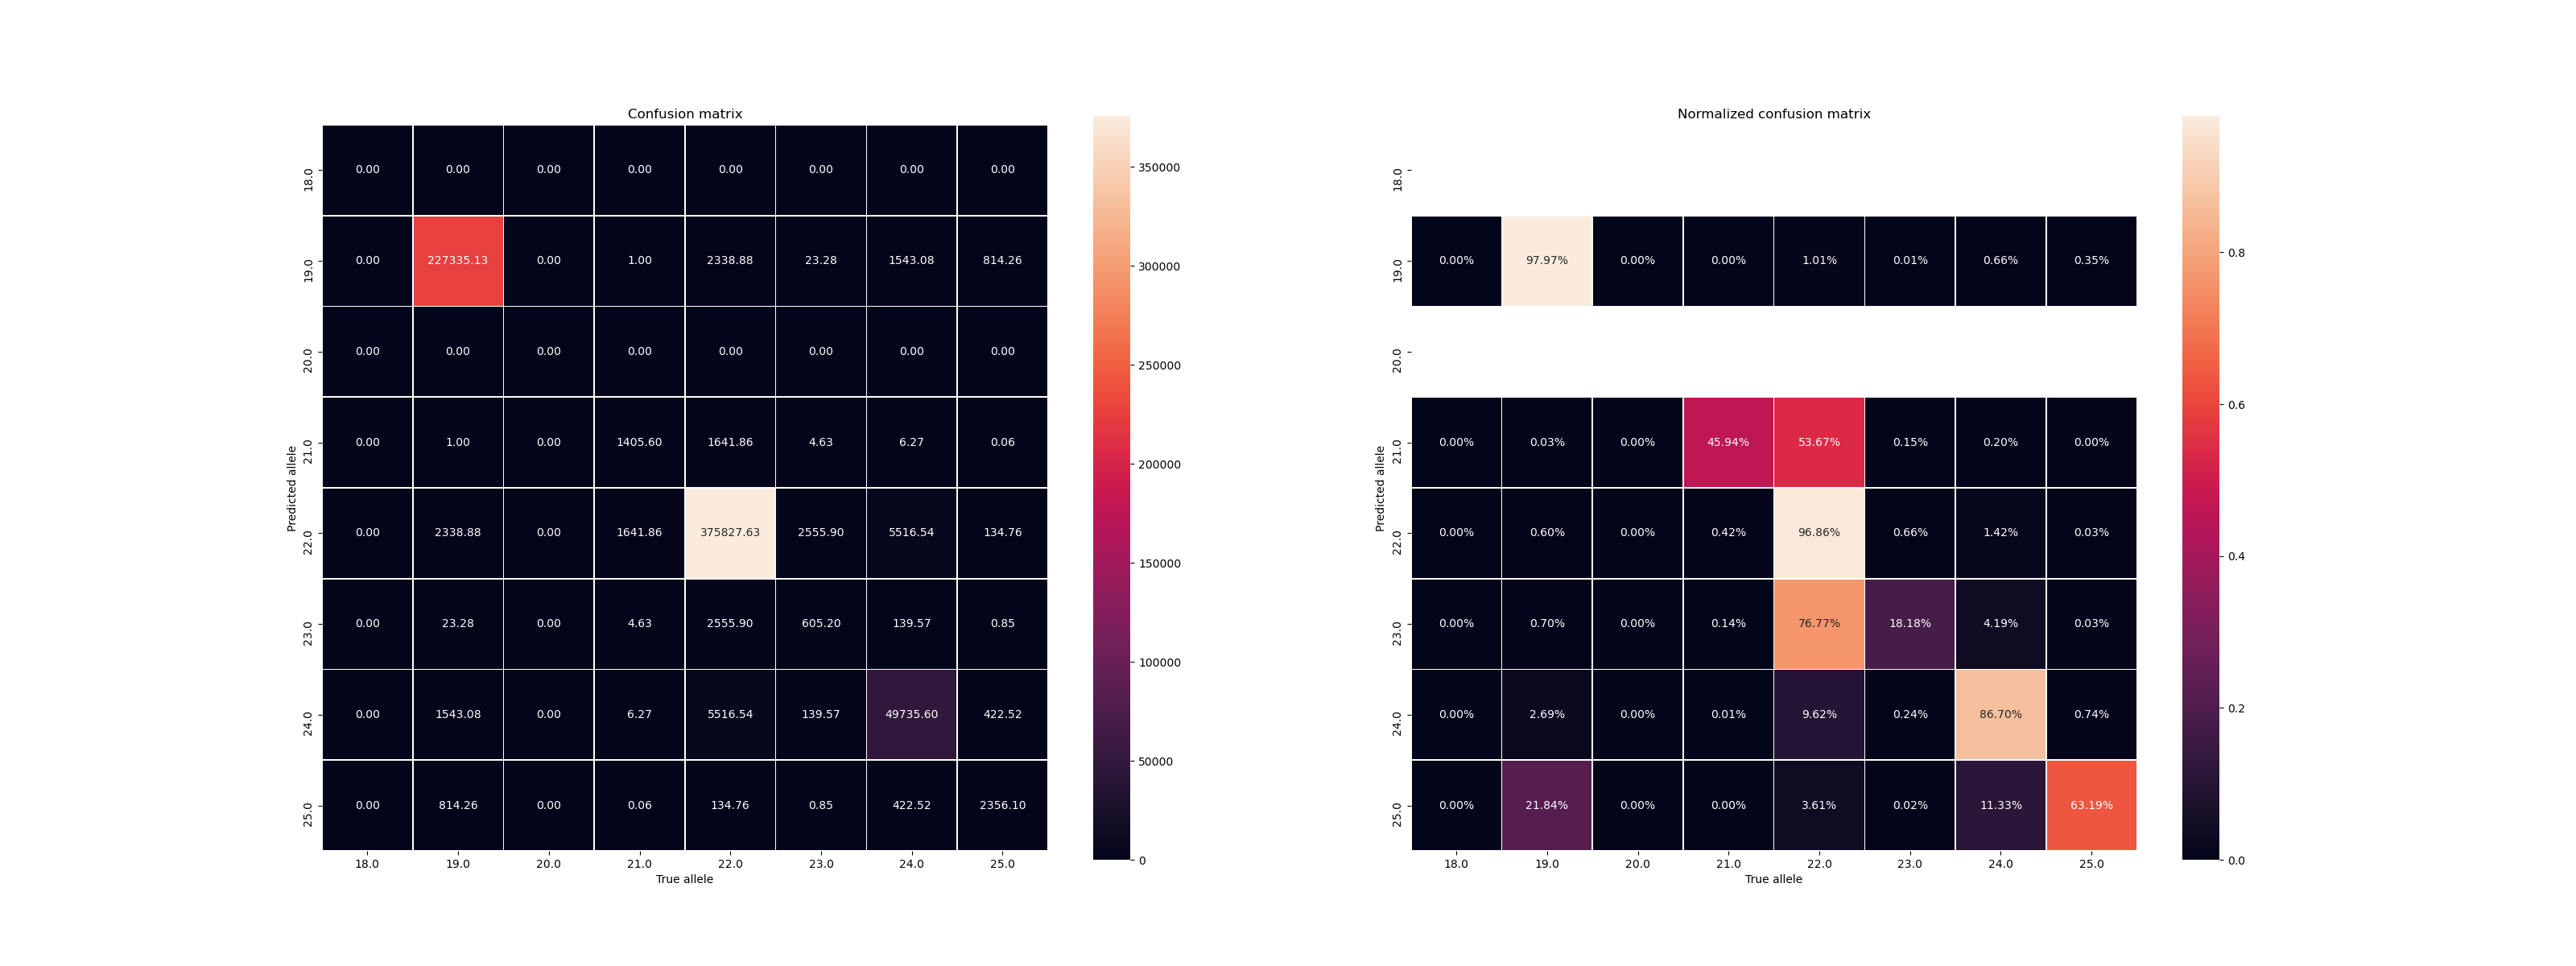 Confusion matrix
18.0 0.00 0.00 0.00 0.00 0.00 0.00 0.00 0.00
19.0 0.00 227335.13 0.00 1.00 2338.88 23.28 1543.08 814.26
20.0 0.00 0.00 0.00 0.00 0.00 0.00 0.00 0.00
21.0 0.00 1.00 0.00 1405.60 1641.86 4.63 6.27 0.06
22.0 0.00 2338.88 0.00 1641.86 375827.63 2555.90 5516.54 134.76
23.0 0.00 23.28 0.00 4.63 2555.90 605.20 139.57 0.85
24.0 0.00 1543.08 0.00 6.27 5516.54 139.57 49735.60 422.52
25.0 0.00 814.26 0.00 0.06 134.76 0.85 422.52 2356.10
18.0 19.0 20.0 21.0 22.0 23.0 24.0 25.0
True allele
Predicted allele
350000
300000
250000
200000
150000
100000
50000
0
Normalized confusion matrix
18.0
19.0 0.00% 97.97% 0.00% 0.00% 1.01% 0.01% 0.66% 0.35%
20.0
21.0 0.00% 0.03% 0.00% 45.94% 53.67% 0.15% 0.20% 0.00%
22.0 0.00% 0.60% 0.00% 0.42% 96.86% 0.66% 1.42% 0.03%
23.0 0.00% 0.70% 0.00% 0.14% 76.77% 18.18% 4.19% 0.03%
24.0 0.00% 2.69% 0.00% 0.01% 9.62% 0.24% 86.70% 0.74%
25.0 0.00% 21.84% 0.00% 0.00% 3.61% 0.02% 11.33% 63.19%
18.0 19.0 20.0 21.0 22.0 23.0 24.0 25.0
True allele
Predicted allele
0.8
0.6
0.4
0.2
0.0